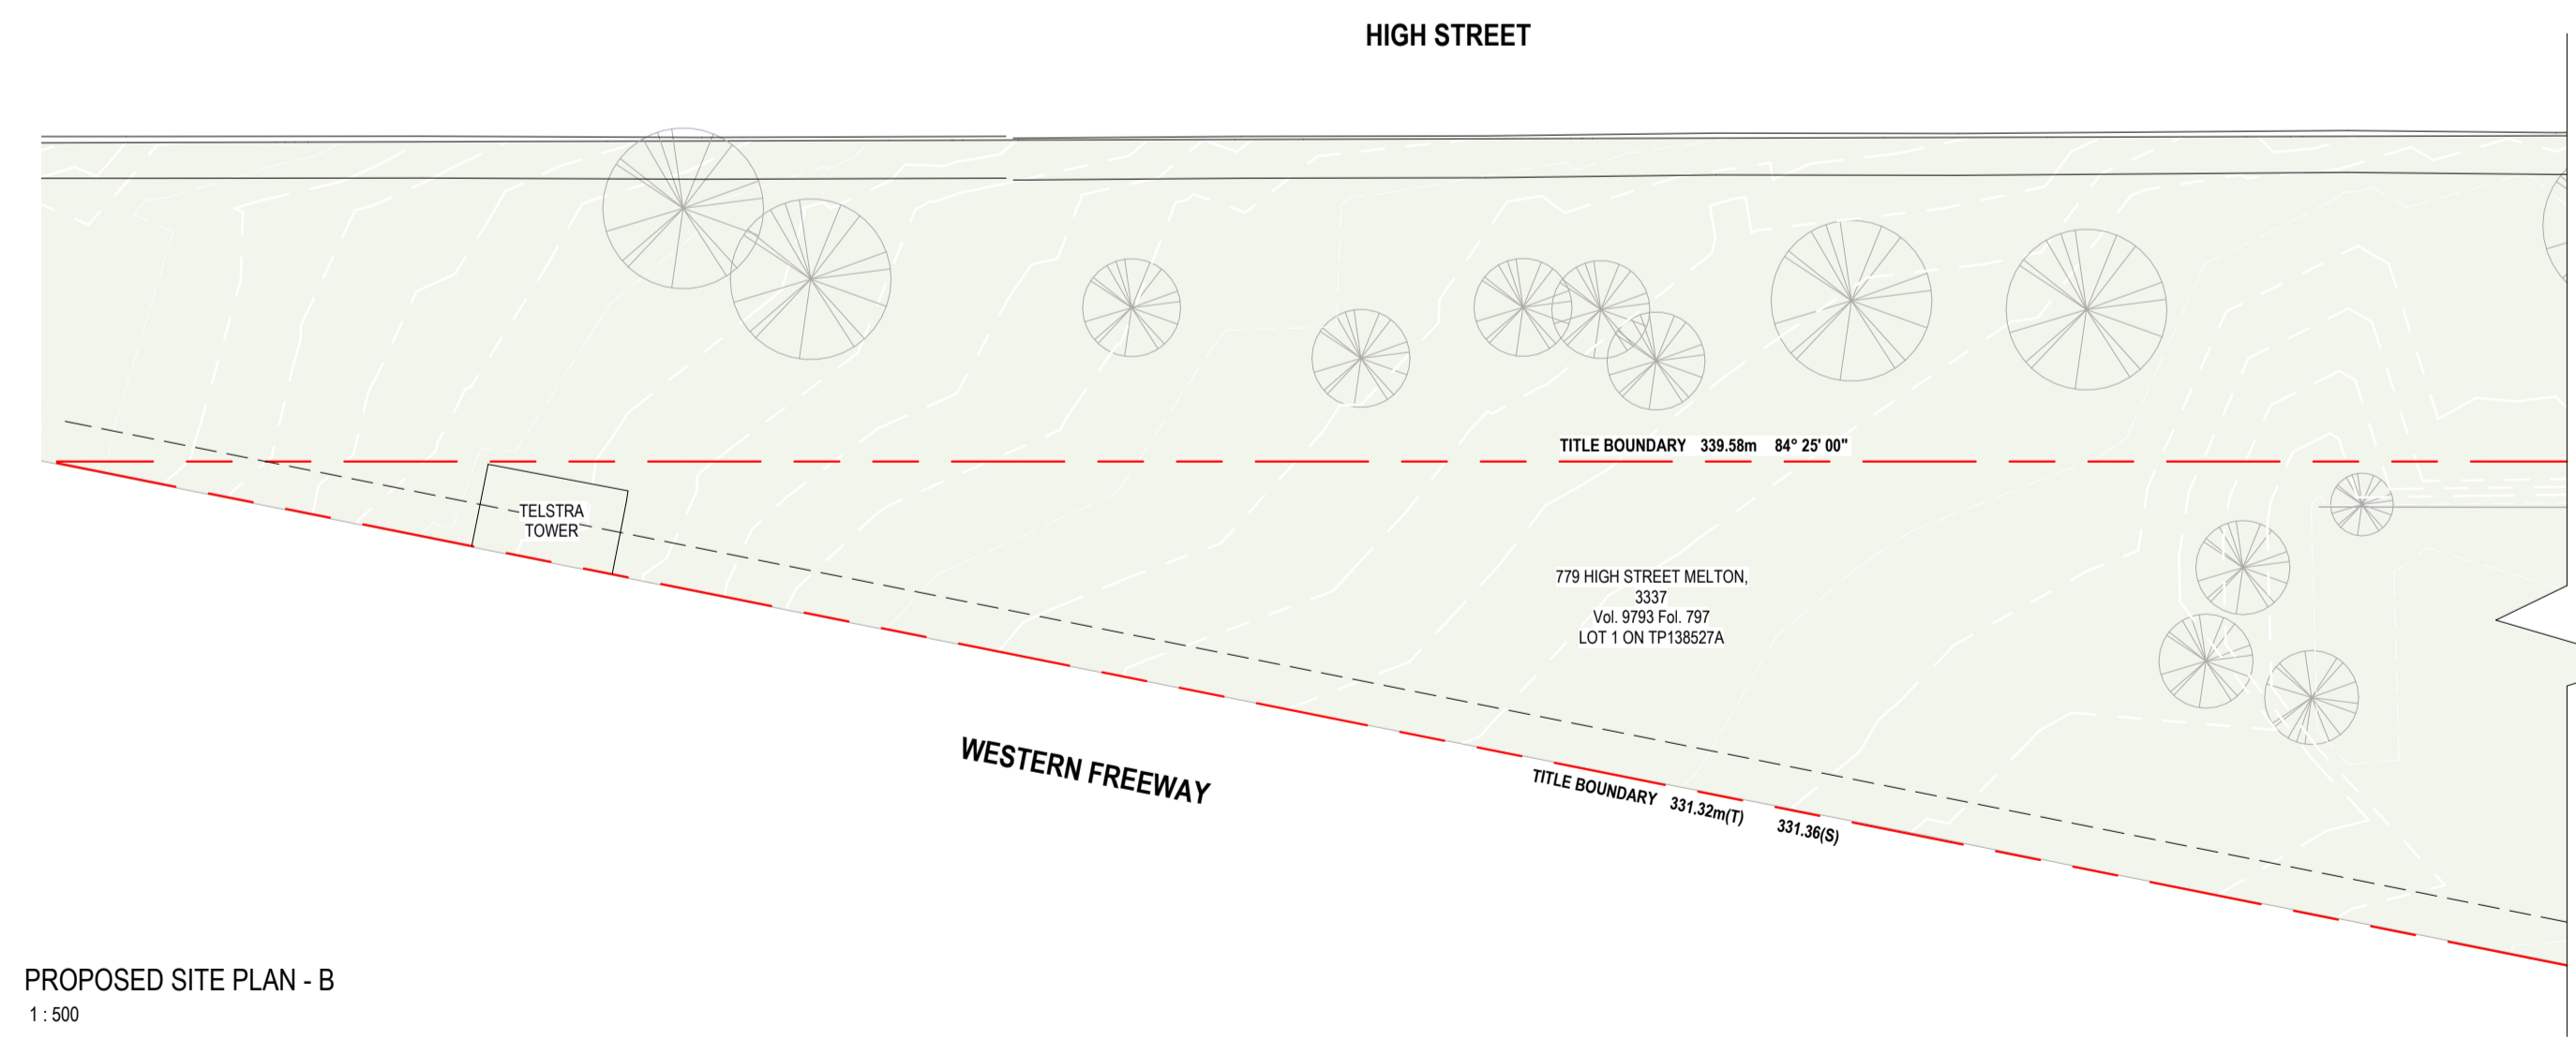 HIGH STREET
TITLE BOUNDARY 339.58m 84° 25' 00"
TELSTRA
TOWER
779 HIGH STREET MELTON,
3337
Vol. 9793 Fol. 797
LOT 1 ON TP138527A
WESTERN FREEWAY
TITLE BOUNDARY 331.32m(T) 331.36(S)
PROPOSED SITE PLAN - B
1 : 500